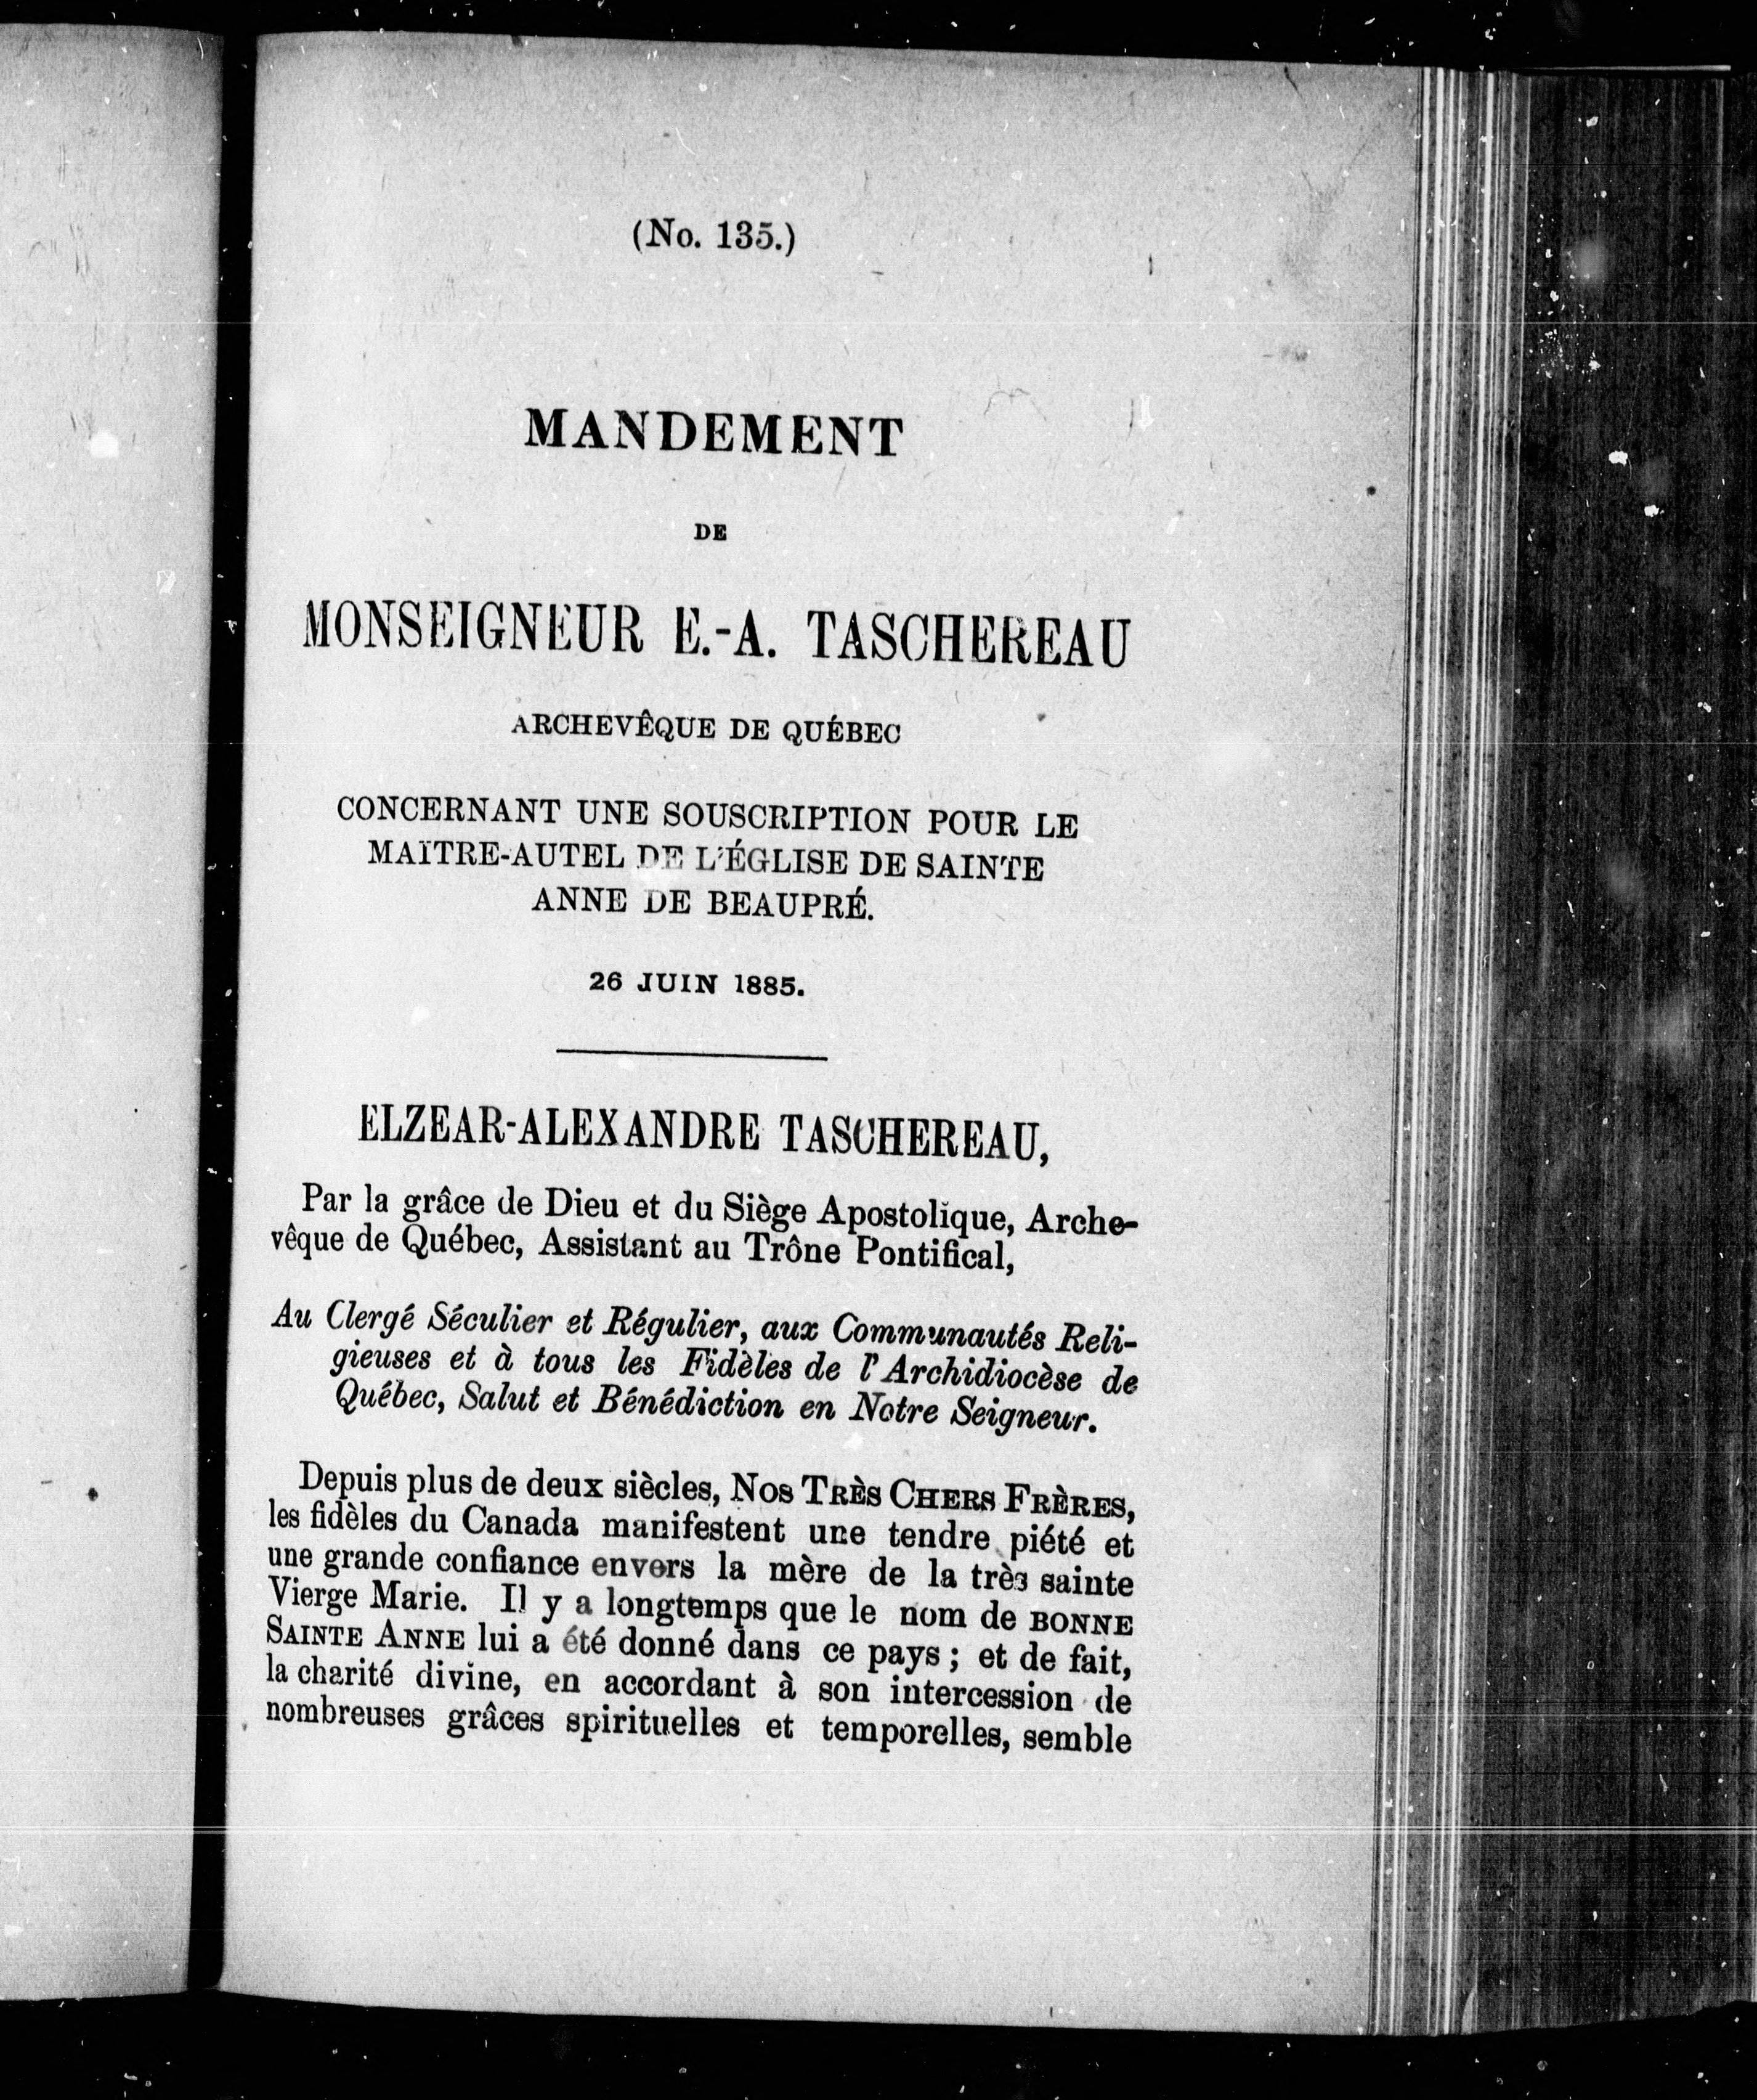 (No. 135.)
MANDEMENT
DE
MONSEIGNEUR E.-A. TASCHEREAU
ARCHEVÊQUE DE QUÉBEC
CONCERNANT UNE SOUSCRIPTION POUR LE
MAÎTRE-AUTEL DE L'ÉGLISE DE SAINTE
ANNE DE BEAUPRÉ.
26 JUIN 1885.
ELZEAR-ALEXANDRE TASCHEREAU,
Par la grâce de Dieu et du Siège Apostolique, Arche-
vêque de Québec, Assistant au Trône Pontifical,
Au Clergé Séculier et Régulier, aux Communautés Reli-
gieuses et à tous les Fidèles de l'Archidiocèse de
Québec, Salut et Bénédiction en Notre Seigneur.
Depuis plus de deux siècles, NOS TRÈS CHERS FRÈRES,
les fidèles du Canada manifestent une tendre piété et
une grande confiance envers la mère de la très sainte
Vierge Marie. Il y a longtemps que le nom de BONNE
SAINTE ANNE lui a été donné dans ce pays ; et de fait,
la charité divine, en accordant à son intercession de
nombreuses grâces spirituelles et temporelles, semble